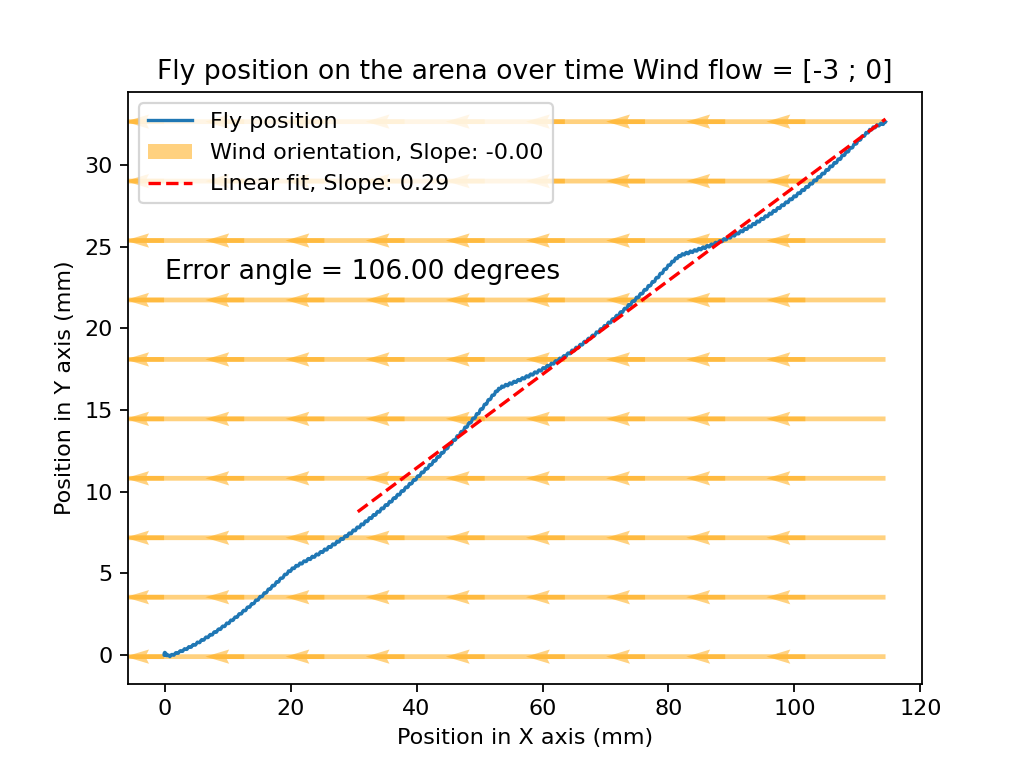 Fly position on the arena over time Wind flow = [-3 ; 0]
Fly position
Wind orientation, Slope: -0.00
Linear fit, Slope: 0.29
Error angle = 106.00 degrees
Position in Y axis (mm)
30
25
20
15
10
5
0
0 20 40 60 80 100 120
Position in X axis (mm)